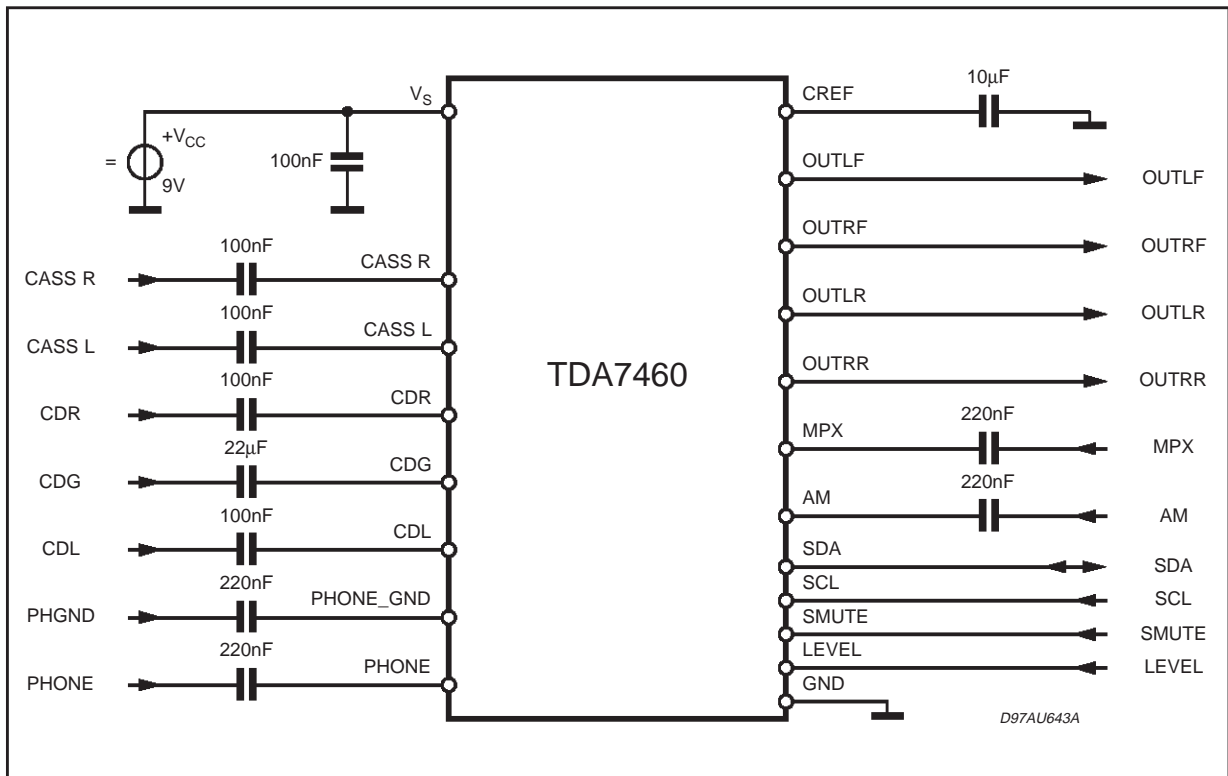 V_S
CREF
10µF
+V_CC
=
9V
100nF
OUTLF
OUTLF
100nF
CASS R
CASS R
OUTRF
OUTRF
100nF
CASS L
CASS L
OUTLR
OUTLR
TDA7460
100nF
CDR
CDR
OUTRR
OUTRR
22µF
CDG
CDG
MPX
220nF
MPX
100nF
CDL
CDL
AM
220nF
AM
220nF
PHGND
PHONE_GND
SDA
SDA
SCL
SCL
220nF
PHONE
PHONE
SMUTE
SMUTE
LEVEL
LEVEL
GND
D97AU643A